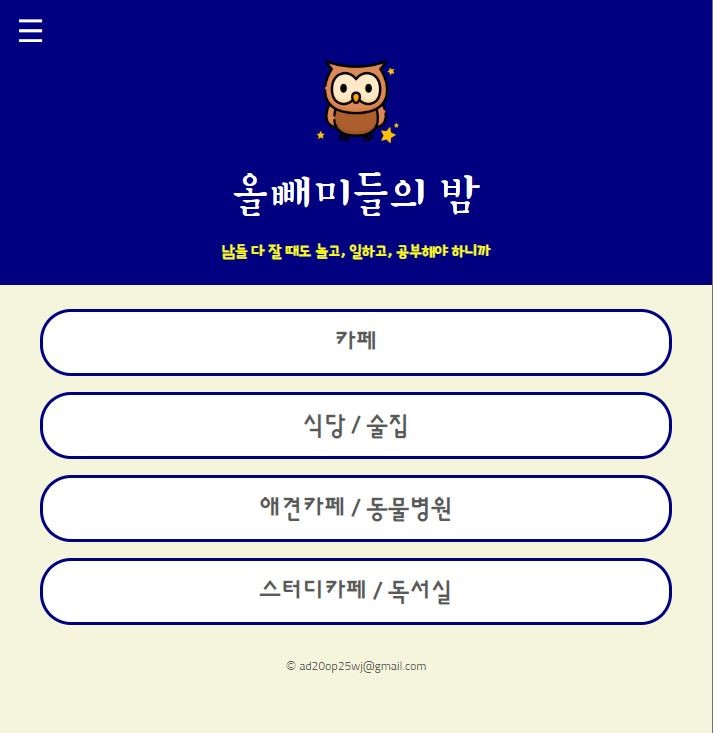 올빼미들의 밤
남들 다 잘 때도 놀고, 일하고, 공부해야 하니까
카페
식당 / 술집
애견카페 / 동물병원
스터디카페 / 독서실
© ad20op25wj@gmail.com